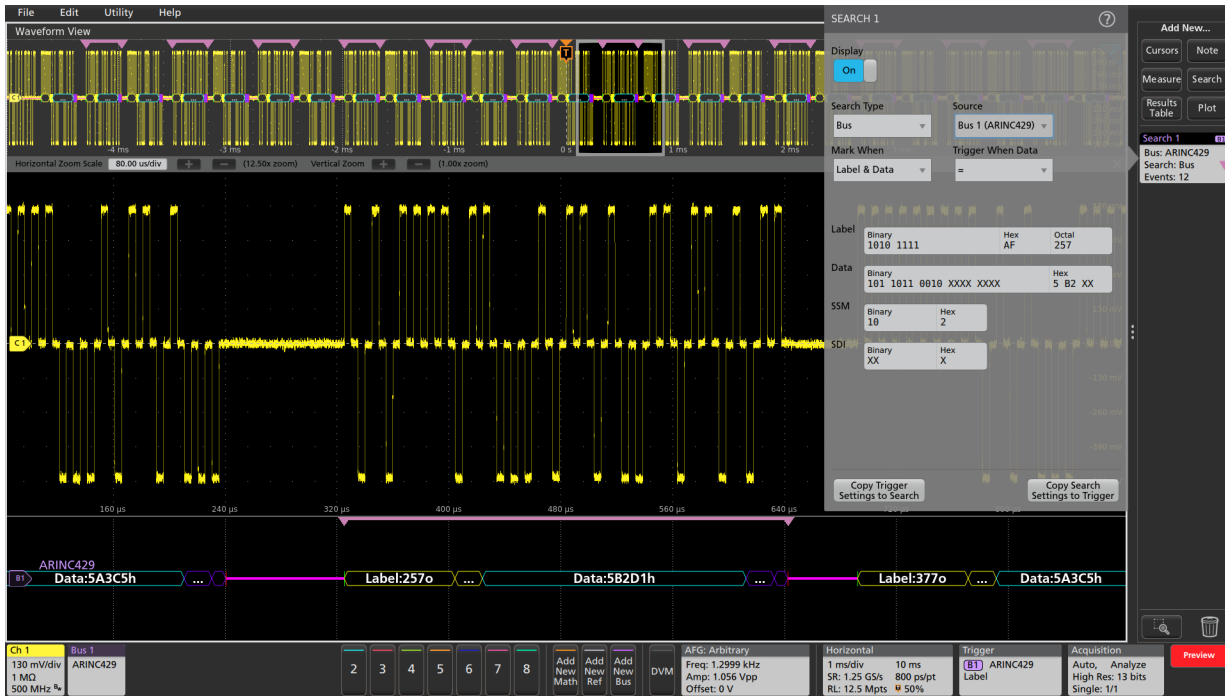 File Edit Utility Help
Waveform View
T
-4 ms -3 ms -2 ms -1 ms 0 s 1 ms 2 ms
Horizontal Zoom Scale 80.00 us/div + − (12.50x zoom) Vertical Zoom + − (1.00x zoom)
C1
160 µs 240 µs 320 µs 400 µs 480 µs 560 µs 640 µs
-130 mV
-260 mV
-390 mV
SEARCH 1 ?
Display
On
Search Type Source
Bus Bus 1 (ARINC429)
Mark When Trigger When Data
Label & Data =
Label Binary Hex Octal
1010 1111 AF 257
Data Binary Hex
101 1011 0010 XXXX XXXX 5 B2 XX
SSM Binary Hex
10 2
SDI Binary Hex
XX X
Copy Trigger Settings to Search
Copy Search Settings to Trigger
ARINC429
B1 Data:5A3C5h ... Label:257o ... Data:5B2D1h ... Label:377o ... Data:5A3C5h
Add New...
Cursors Note
Measure Search
Results Table Plot
Search 1 B1
Bus: ARINC429
Search: Bus
Events: 12
Ch 1
130 mV/div
1 MΩ
500 MHz
Bus 1
ARINC429
2 3 4 5 6 7 8
Add New Math
Add New Ref
Add New Bus
DVM
AFG: Arbitrary
Freq: 1.2999 kHz
Amp: 1.056 Vpp
Offset: 0 V
Horizontal
1 ms/div 10 ms
SR: 1.25 GS/s 800 ps/pt
RL: 12.5 Mpts 50%
Trigger
B1 ARINC429
Label
Acquisition
Auto, Analyze
High Res: 13 bits
Single: 1/1
Preview